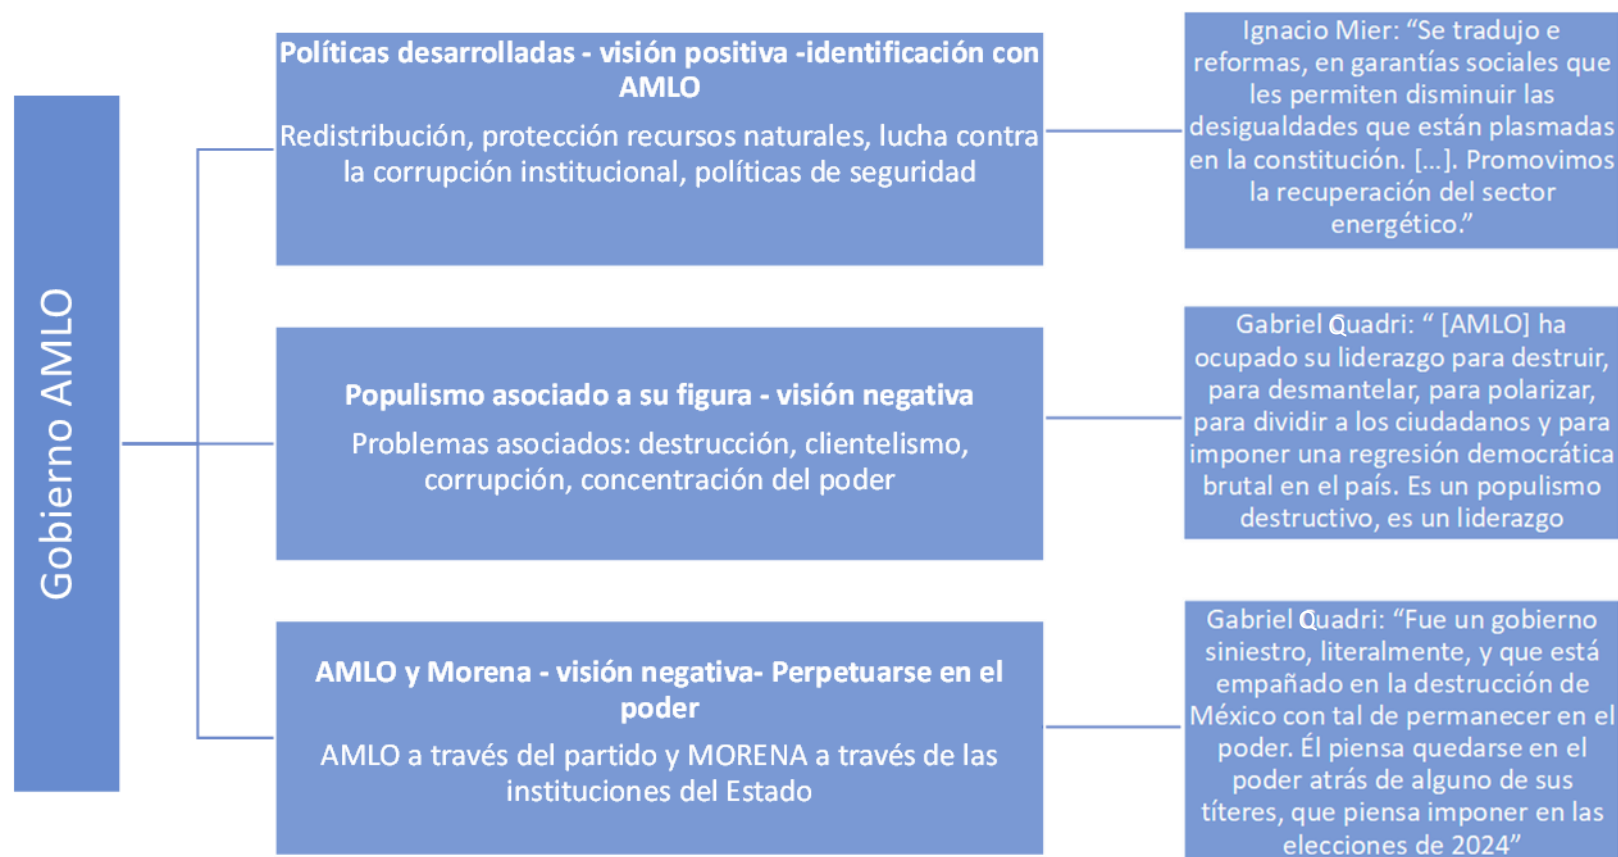 Gobierno AMLO
Políticas desarrolladas - visión positiva -identificación con
AMLO
Redistribución, protección recursos naturales, lucha contra
la corrupción institucional, políticas de seguridad
Ignacio Mier: “Se tradujo e
reformas, en garantías sociales que
les permiten disminuir las
desigualdades que están plasmadas
en la constitución. [...]. Promovimos
la recuperación del sector
energético.”
Populismo asociado a su figura - visión negativa
Problemas asociados: destrucción, clientelismo,
corrupción, concentración del poder
Gabriel Quadri: “ [AMLO] ha
ocupado su liderazgo para destruir,
para desmantelar, para polarizar,
para dividir a los ciudadanos y para
imponer una regresión democrática
brutal en el país. Es un populismo
destructivo, es un liderazgo
AMLO y Morena - visión negativa- Perpetuarse en el
poder
AMLO a través del partido y MORENA a través de las
instituciones del Estado
Gabriel Quadri: “Fue un gobierno
siniestro, literalmente, y que está
empañado en la destrucción de
México con tal de permanecer en el
poder. Él piensa quedarse en el
poder atrás de alguno de sus
títeres, que piensa imponer en las
elecciones de 2024”